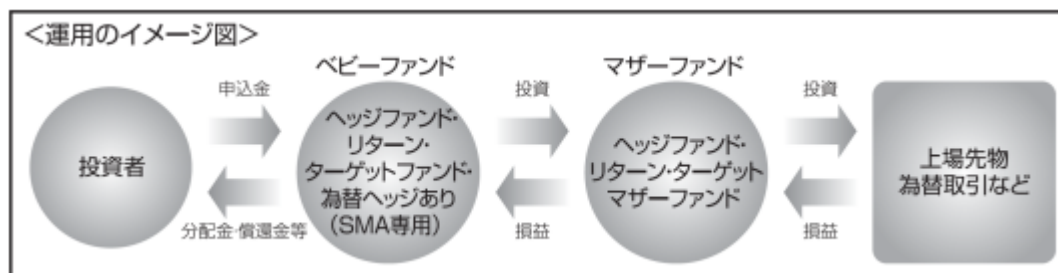 ＜運用のイメージ図＞
ベビーファンド
マザーファンド
申込金
投資
投資
投資者
ヘッジファンド・
リターン・
ターゲットファンド・
為替ヘッジあり
（SMA専用）
ヘッジファンド・
リターン・ターゲット
マザーファンド
上場先物
為替取引など
分配金・償還金等
損益
損益